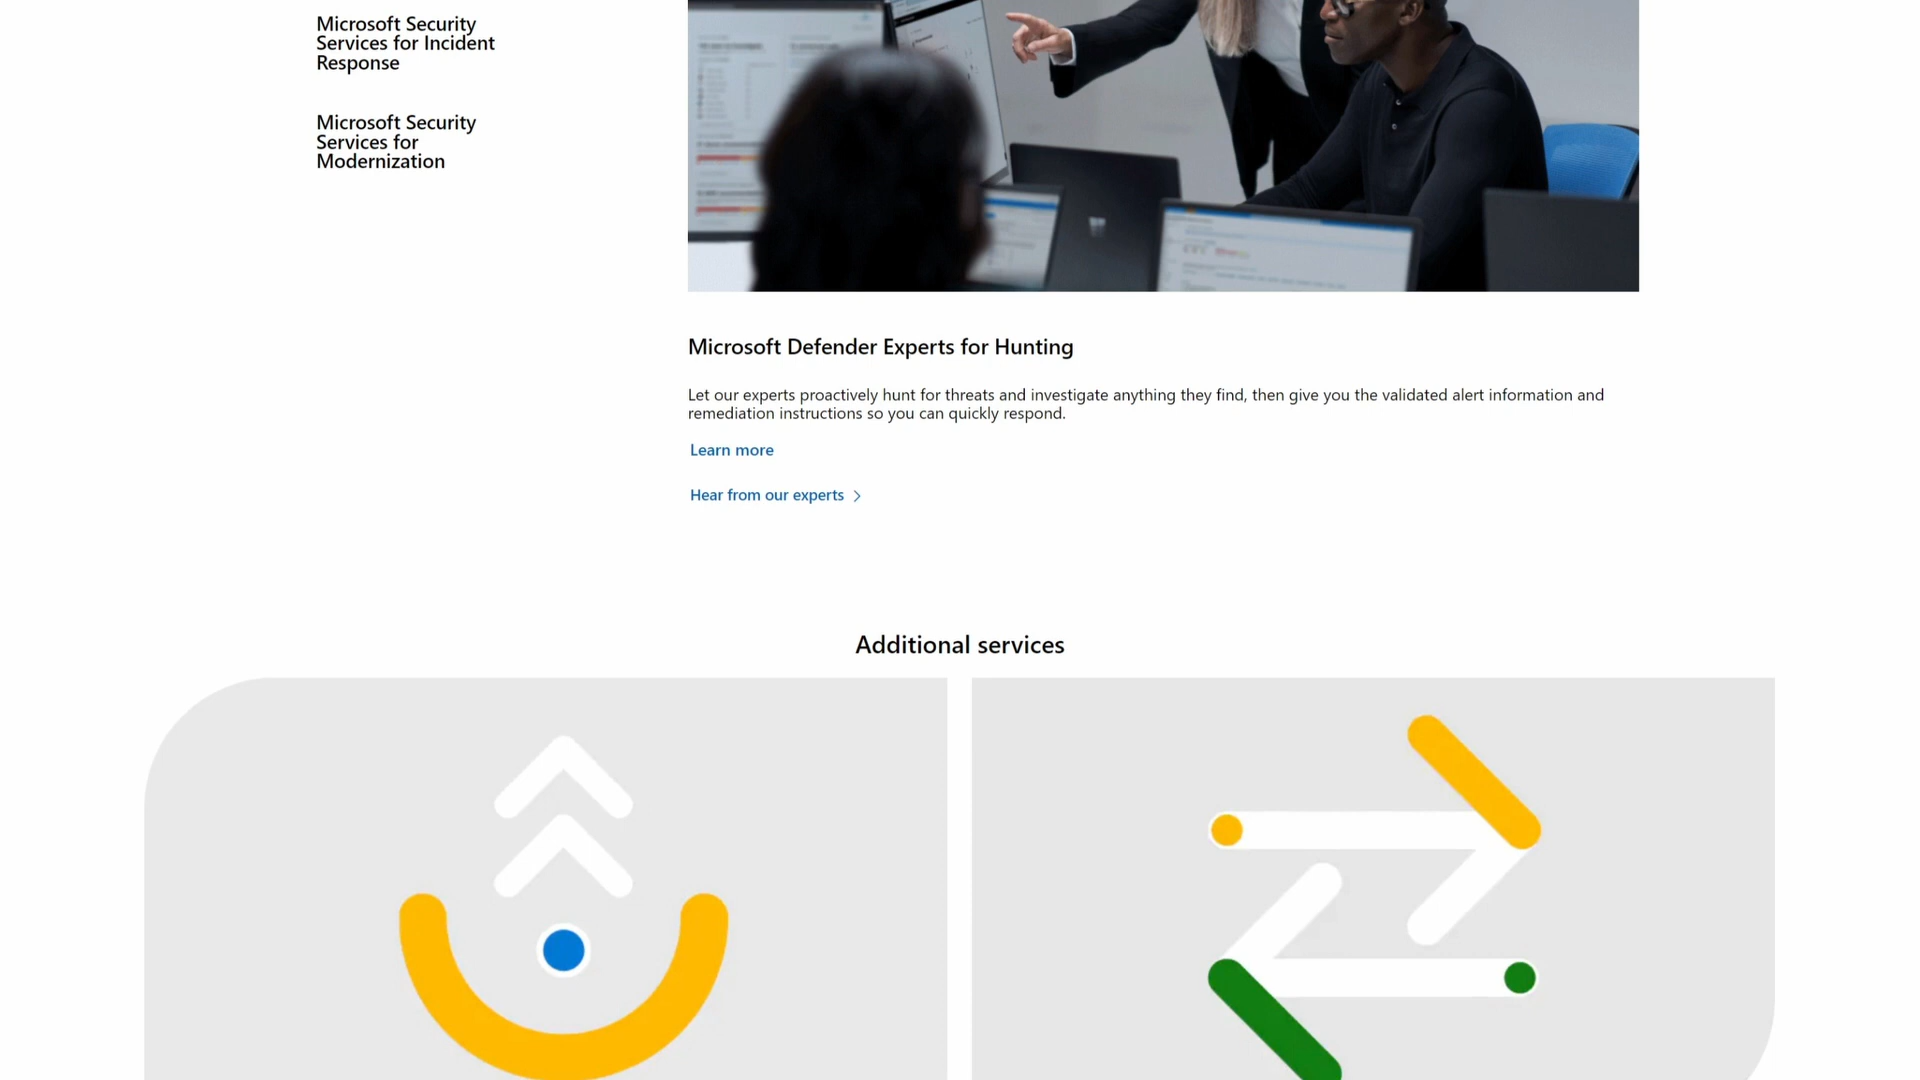 Microsoft Security
Services for Incident
Response
Microsoft Security
Services for
Modernization
Microsoft Defender Experts for Hunting
Let our experts proactively hunt for threats and investigate anything they find, then give you the validated alert information and
remediation instructions so you can quickly respond.
Learn more
Hear from our experts
Additional services